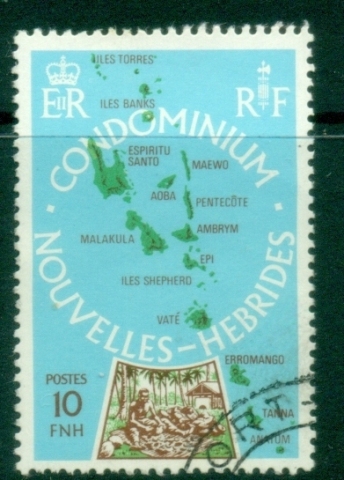 ILES TORRES
EIIR
RF
ILES BANKS
CONDOMINIUM
ESPIRITU
SANTO
MAEWO
AOBA
PENTECÔTE
AMBRYM
MALAKULA
EPI
ILES SHEPHERD
VATÉ
NOUVELLES-HEBRIDES
ERROMANGO
POSTES
10
FNH
TANNA
ANATOM
ORT-